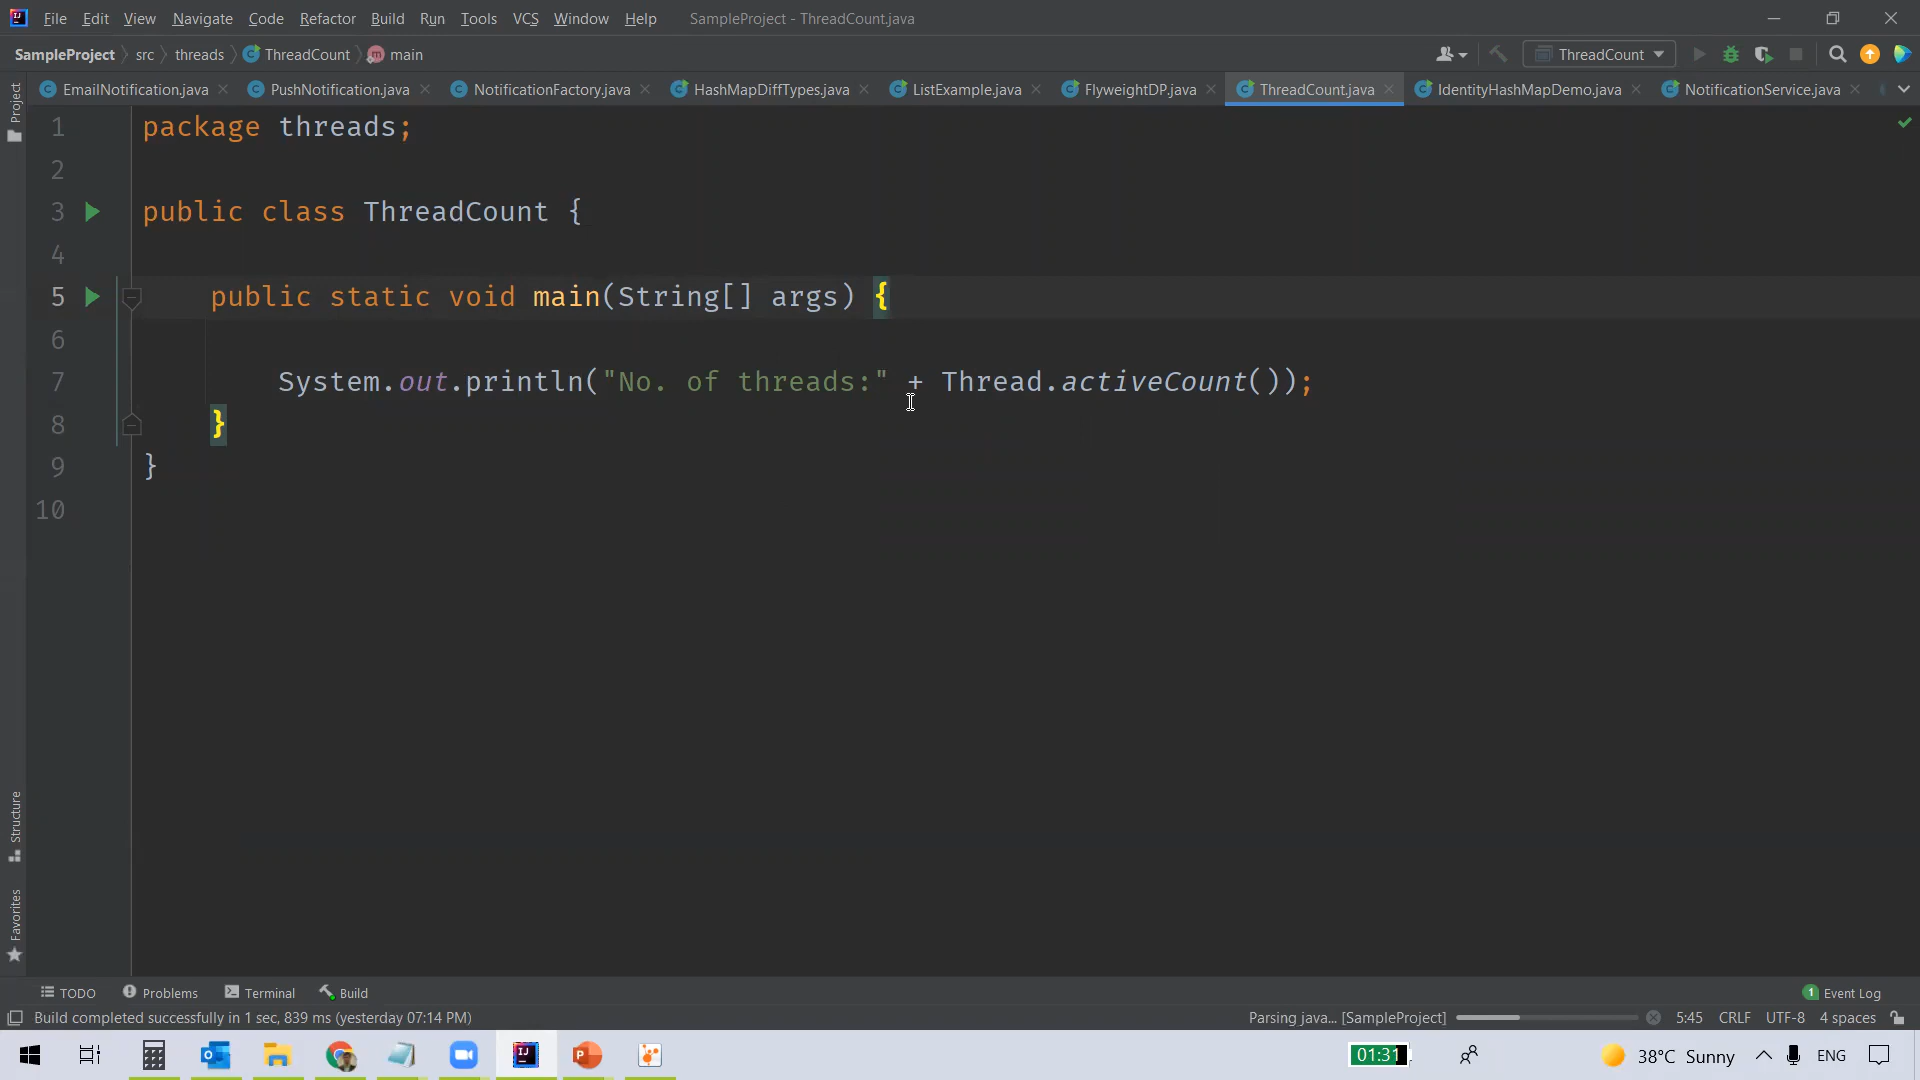 File Edit View Navigate Code Refactor Build Run Tools VCS Window Help SampleProject - ThreadCount.java
SampleProject src threads ThreadCount main ThreadCount
EmailNotification.java PushNotification.java NotificationFactory.java HashMapDiffTypes.java ListExample.java FlyweightDP.java ThreadCount.java IdentityHashMapDemo.java NotificationService.java
Project
1 package threads;
2
3 public class ThreadCount {
4
5 public static void main(String[] args) {
6
7 System.out.println("No. of threads:" + Thread.activeCount());
8 }
9 }
10
Structure
Favorites
TODO Problems Terminal Build 1 Event Log
Build completed successfully in 1 sec, 839 ms (yesterday 07:14 PM) Parsing java... [SampleProject] 5:45 CRLF UTF-8 4 spaces
01:31 38°C Sunny ENG